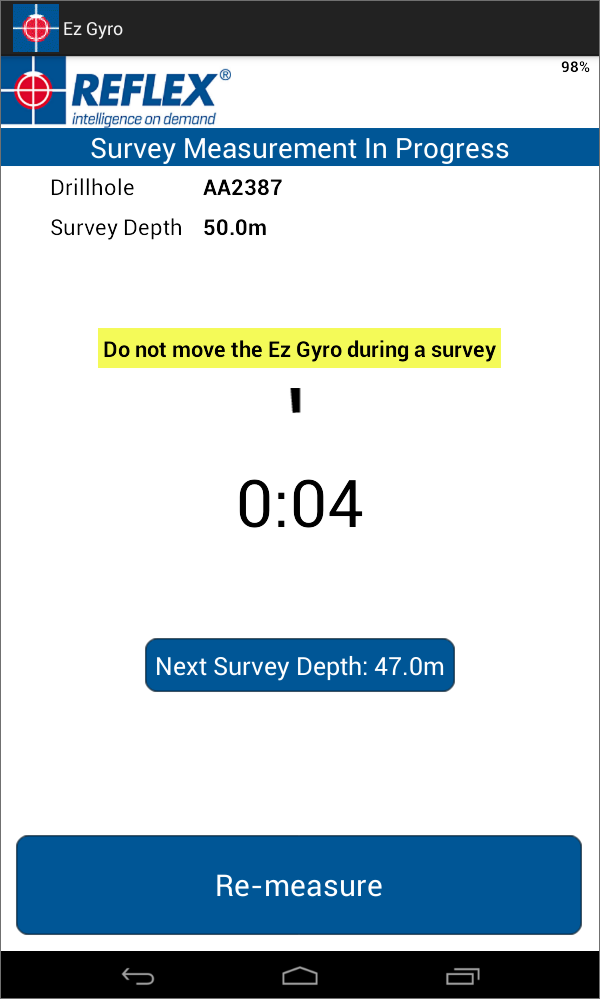 Ez Gyro
98%
REFLEX®
intelligence on demand
Survey Measurement In Progress
Drillhole AA2387
Survey Depth 50.0m
Do not move the Ez Gyro during a survey
0:04
Next Survey Depth: 47.0m
Re-measure